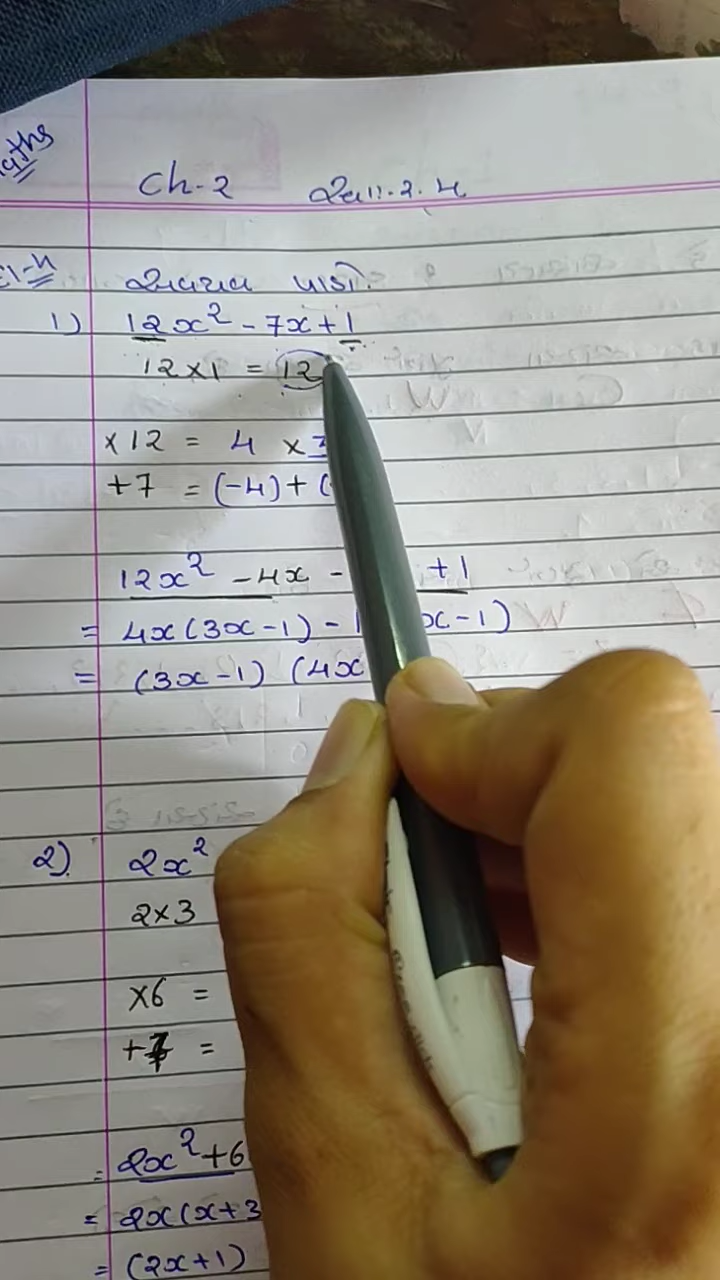 Maths
Ch-2 સ્વા. 2.4
અવયવ પાડો.
1) 12x² - 7x + 1
12 x 1 = 12
x 12 = 4 x 3
+7 = (-4) + (
12x² - 4x - + 1
= 4x (3x - 1) - 1 x - 1)
= (3x - 1) (4x
2) 2x²
2 x 3
x 6 =
+7 =
= 2x² + 6
= 2x (x + 3
= (2x + 1)